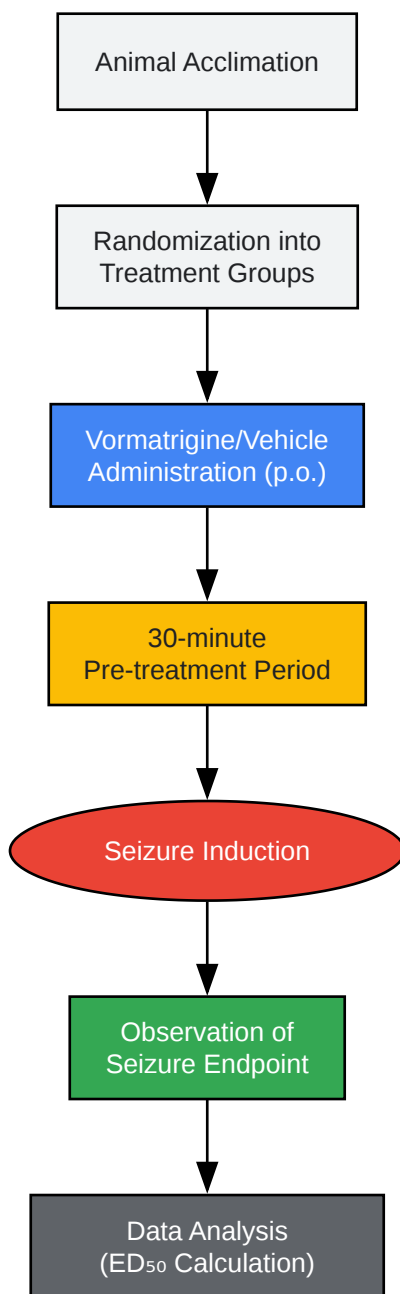 Animal Acclimation
Randomization into
Treatment Groups
Vormatrigine/Vehicle
Administration (p.o.)
30-minute
Pre-treatment Period
Seizure Induction
Observation of
Seizure Endpoint
Data Analysis
(ED₅₀ Calculation)